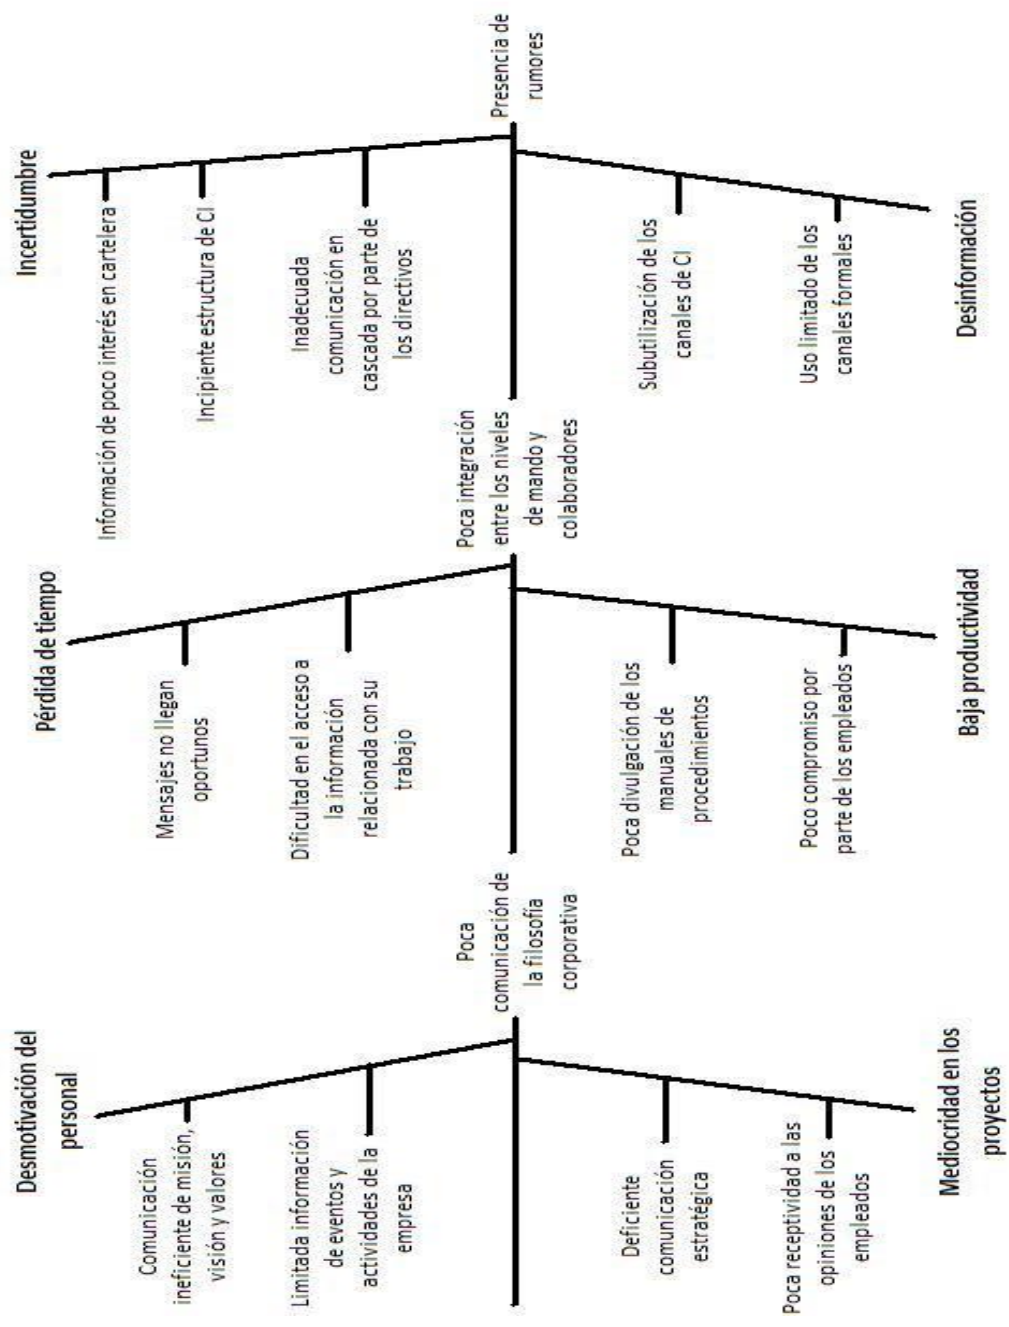 Desmotivación del
personal
Comunicación
ineficiente de misión,
visión y valores
Limitada información
de eventos y
actividades de la
empresa
Poca
comunicación de
la filosofía
corporativa
Deficiente
comunicación
estratégica
Poca receptividad a las
opiniones de los
empleados
Mediocridad en los
proyectos
Pérdida de tiempo
Mensajes no llegan
oportunos
Dificultad en el acceso a
la información
relacionada con su
trabajo
Poca integración
entre los niveles
de mando y
colaboradores
Poca divulgación de los
manuales de
procedimientos
Poco compromiso por
parte de los empleados
Baja productividad
Incertidumbre
Información de poco interés en cartelera
Incipiente estructura de CI
Inadecuada
comunicación en
cascada por parte de
los directivos
Presencia de
rumores
Subutilización de los
canales de CI
Uso limitado de los
canales formales
Desinformación